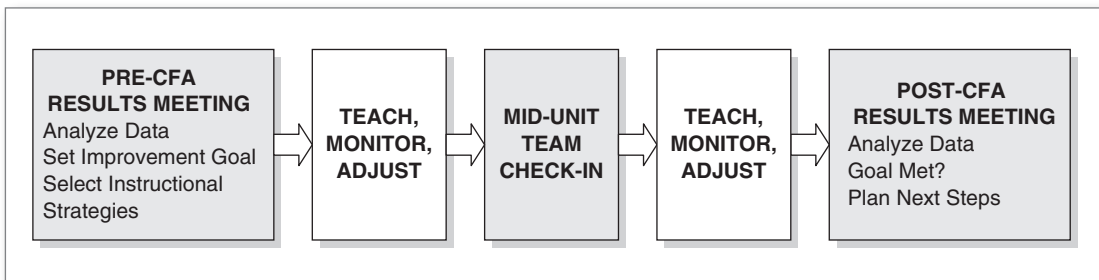 PRE-CFA
RESULTS MEETING
Analyze Data
Set Improvement Goal
Select Instructional
Strategies
TEACH,
MONITOR,
ADJUST
MID-UNIT
TEAM
CHECK-IN
TEACH,
MONITOR,
ADJUST
POST-CFA
RESULTS MEETING
Analyze Data
Goal Met?
Plan Next Steps